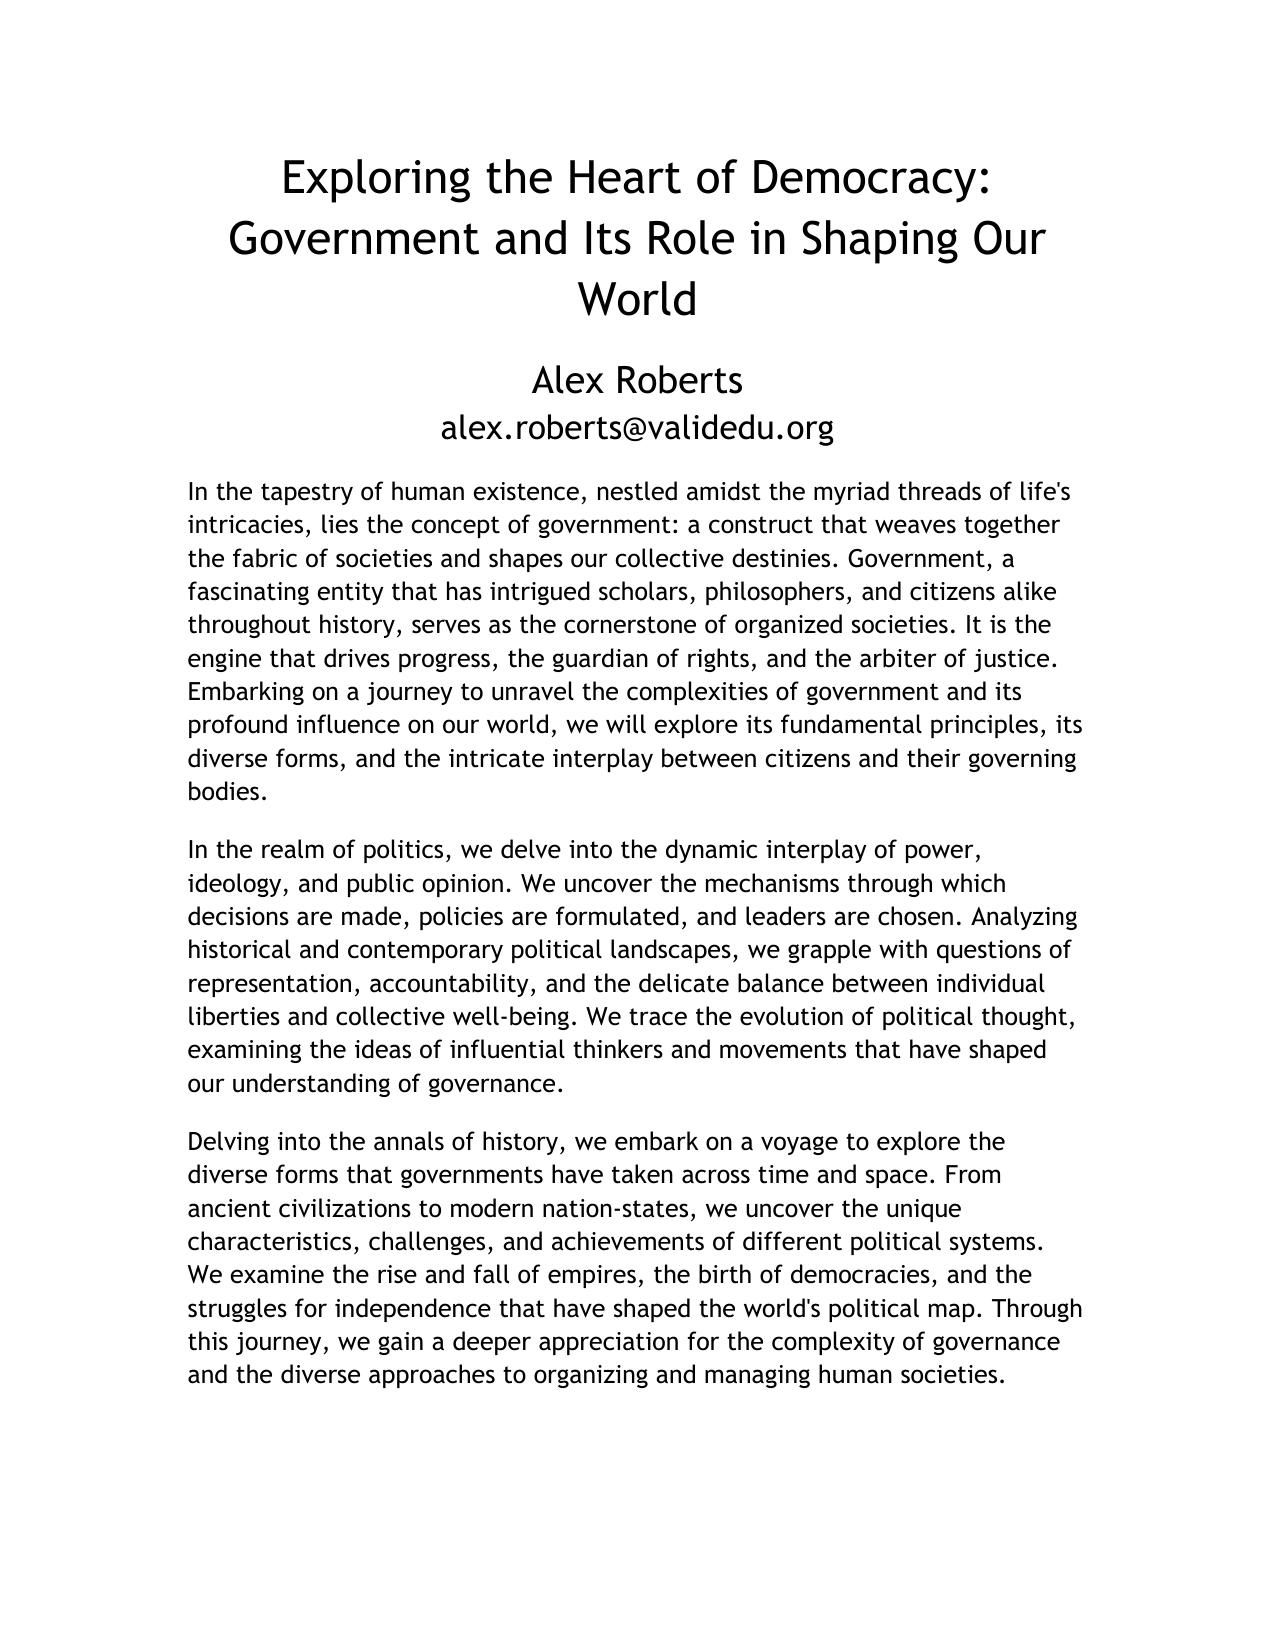 Exploring the Heart of Democracy:
Government and Its Role in Shaping Our
World
Alex Roberts
alex.roberts@validedu.org
In the tapestry of human existence, nestled amidst the myriad threads of life's
intricacies, lies the concept of government: a construct that weaves together
the fabric of societies and shapes our collective destinies. Government, a
fascinating entity that has intrigued scholars, philosophers, and citizens alike
throughout history, serves as the cornerstone of organized societies. It is the
engine that drives progress, the guardian of rights, and the arbiter of justice.
Embarking on a journey to unravel the complexities of government and its
profound influence on our world, we will explore its fundamental principles, its
diverse forms, and the intricate interplay between citizens and their governing
bodies.
In the realm of politics, we delve into the dynamic interplay of power,
ideology, and public opinion. We uncover the mechanisms through which
decisions are made, policies are formulated, and leaders are chosen. Analyzing
historical and contemporary political landscapes, we grapple with questions of
representation, accountability, and the delicate balance between individual
liberties and collective well-being. We trace the evolution of political thought,
examining the ideas of influential thinkers and movements that have shaped
our understanding of governance.
Delving into the annals of history, we embark on a voyage to explore the
diverse forms that governments have taken across time and space. From
ancient civilizations to modern nation-states, we uncover the unique
characteristics, challenges, and achievements of different political systems.
We examine the rise and fall of empires, the birth of democracies, and the
struggles for independence that have shaped the world's political map. Through
this journey, we gain a deeper appreciation for the complexity of governance
and the diverse approaches to organizing and managing human societies.